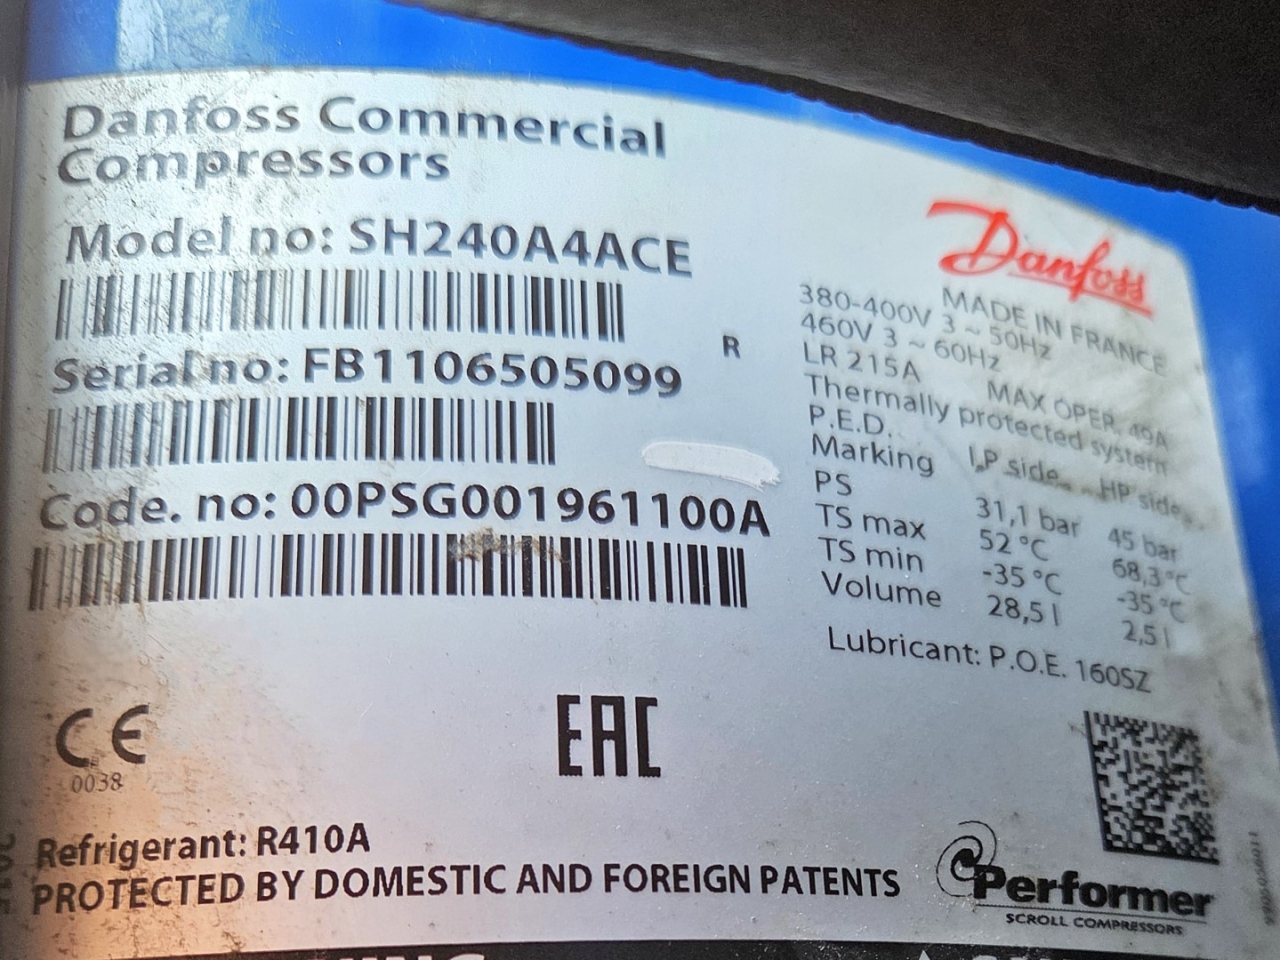 Danfoss Commercial
Compressors
Model no: SH240A4ACE
Serial no: FB1106505099
R
Code. no: 00PSG001961100A
CE
0038
EAC
Refrigerant: R410A
PROTECTED BY DOMESTIC AND FOREIGN PATENTS
Danfoss
MADE IN FRANCE
380-400V 3 ~ 50Hz
460V 3 ~ 60Hz
LR 215A MAX OPER. 49A
Thermally protected system
P.E.D.
Marking LP side HP side
PS 31,1 bar 45 bar
TS max 52 °C 68,3 °C
TS min -35 °C -35 °C
Volume 28,5 l 2,5 l
Lubricant: P.O.E. 160SZ
Performer
SCROLL COMPRESSORS